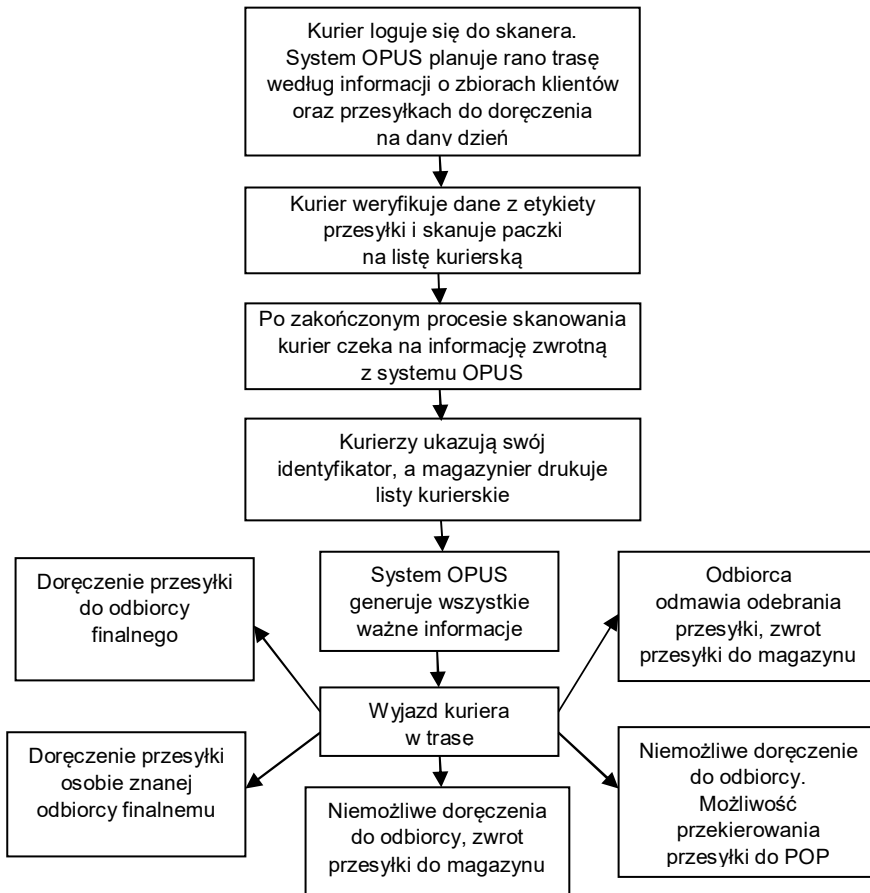 Kurier loguje się do skanera.
System OPUS planuje rano trasę
według informacji o zbiorach klientów
oraz przesyłkach do doręczenia
na dany dzień
Kurier weryfikuje dane z etykiety
przesyłki i skanuje paczki
na listę kurierską
Po zakończonym procesie skanowania
kurier czeka na informację zwrotną
z systemu OPUS
Kurierzy ukazują swój
identyfikator, a magazynier drukuje
listy kurierskie
System OPUS
generuje wszystkie
ważne informacje
Doręczenie przesyłki
do odbiorcy
finalnego
Odbiorca
odmawia odebrania
przesyłki, zwrot
przesyłki do magazynu
Wyjazd kuriera
w trase
Doręczenie przesyłki
osobie znanej
odbiorcy finalnemu
Niemożliwe doręczenia
do odbiorcy, zwrot
przesyłki do magazynu
Niemożliwe doręczenie
do odbiorcy.
Możliwość
przekierowania
przesyłki do POP